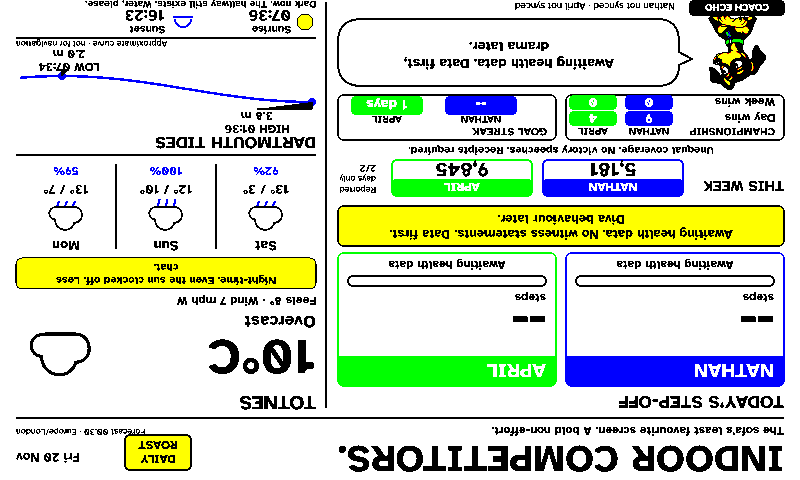 INDOOR COMPETITORS.
The sofa's least favourite screen. A bold non-effort.
DAILY
ROAST
Fri 20 Nov
Forecast 00:30 · Europe/London
TODAY'S STEP-OFF
NATHAN
--
steps
Awaiting health data
APRIL
--
steps
Awaiting health data
Awaiting health data. No witness statements. Data first.
Diva behaviour later.
THIS WEEK
NATHAN
5,181
APRIL
9,845
Reported
days only
2/2
Unequal coverage. No victory speeches. Receipts required.
CHAMPIONSHIP
NATHAN
APRIL
Day wins
9
4
Week wins
0
0
GOAL STREAK
NATHAN
--
APRIL
1 days
COACH ECHO
Awaiting health data. Data first,
drama later.
Nathan not synced · April not synced
TOTNES
10°C
Overcast
Feels 8° · Wind 7 mph W
Night-time. Even the sun clocked off. Less
chat.
Sat
13° / 3°
92%
Sun
12° / 10°
100%
Mon
13° / 7°
59%
DARTMOUTH TIDES
HIGH 01:36
3.8 m
LOW 07:34
2.0 m
Approximate curve · not for navigation
Sunrise
07:36
Sunset
16:23
Dark now. The hallway still exists. Water, please.